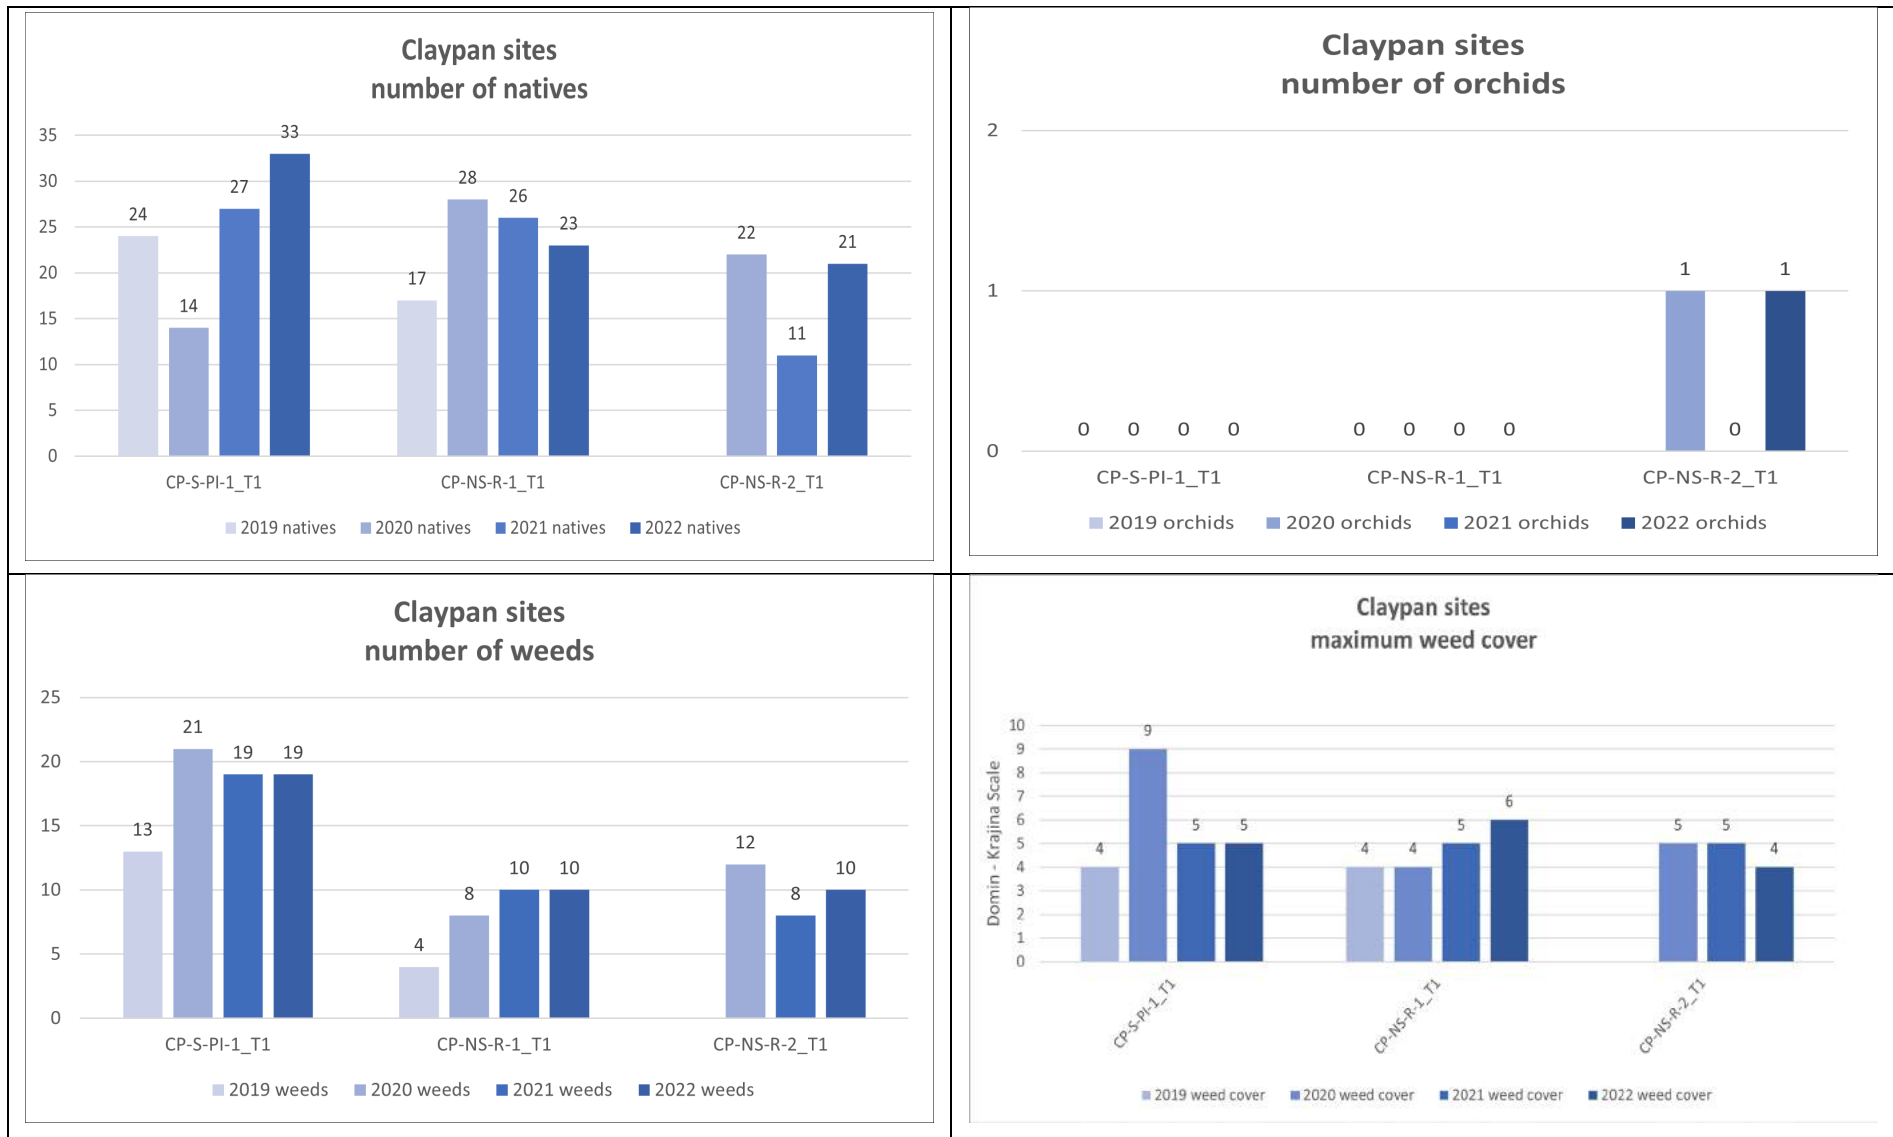 Claypan sites
number of natives
35
30
25
20
15
10
5
0
24
14
27
33
17
28
26
23
22
11
21
CP-S-PI-1_T1
CP-NS-R-1_T1
CP-NS-R-2_T1
2019 natives
2020 natives
2021 natives
2022 natives
Claypan sites
number of orchids
2
1
0
0
0
0
0
0
0
0
0
1
0
1
CP-S-PI-1_T1
CP-NS-R-1_T1
CP-NS-R-2_T1
2019 orchids
2020 orchids
2021 orchids
2022 orchids
Claypan sites
number of weeds
25
20
15
10
5
0
13
21
19
19
4
8
10
10
12
8
10
CP-S-PI-1_T1
CP-NS-R-1_T1
CP-NS-R-2_T1
2019 weeds
2020 weeds
2021 weeds
2022 weeds
Claypan sites
maximum weed cover
Domin - Krajina Scale
10
9
8
7
6
5
4
3
2
1
0
4
9
5
5
4
4
5
6
5
5
4
CP-S-PI-1_T1
CP-NS-R-1_T1
CP-NS-R-2_T1
2019 weed cover
2020 weed cover
2021 weed cover
2022 weed cover